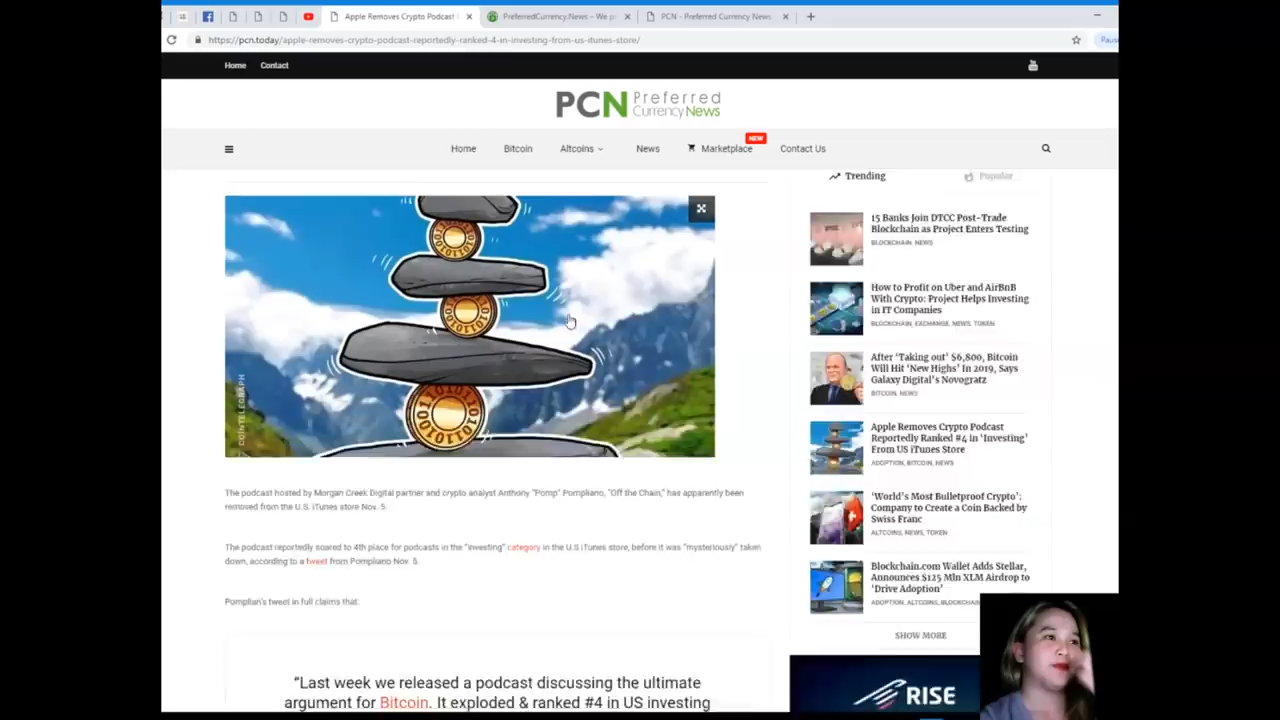 Apple Removes Crypto Podcast
PreferredCurrency.News – We p
PCN - Preferred Currency News
https://pcn.today/apple-removes-crypto-podcast-reportedly-ranked-4-in-investing-from-us-itunes-store/
Paus
Home Contact
PCN Preferred Currency News
Home Bitcoin Altcoins News Marketplace Contact Us
NEW
Trending Popular
COINTELEGRAPH
The podcast hosted by Morgan Creek Digital partner and crypto analyst Anthony "Pomp" Pompliano, "Off the Chain," has apparently been
removed from the U.S. iTunes store Nov. 5.
The podcast reportedly soared to 4th place for podcasts in the "investing" category in the U.S iTunes store, before it was "mysteriously" taken
down, according to a tweet from Pompliano Nov. 5.
Pomplian's tweet in full claims that:
“Last week we released a podcast discussing the ultimate
argument for Bitcoin. It exploded & ranked #4 in US investing
15 Banks Join DTCC Post-Trade
Blockchain as Project Enters Testing
BLOCKCHAIN, NEWS
How to Profit on Uber and AirBnB
With Crypto: Project Helps Investing
in IT Companies
BLOCKCHAIN, EXCHANGE, NEWS, TOKEN
After ‘Taking out’ $6,800, Bitcoin
Will Hit ‘New Highs’ In 2019, Says
Galaxy Digital’s Novogratz
BITCOIN, NEWS
Apple Removes Crypto Podcast
Reportedly Ranked #4 in ‘Investing’
From US iTunes Store
ADOPTION, BITCOIN, NEWS
‘World’s Most Bulletproof Crypto’:
Company to Create a Coin Backed by
Swiss Franc
ALTCOINS, NEWS, TOKEN
Blockchain.com Wallet Adds Stellar,
Announces $125 Mln XLM Airdrop to
‘Drive Adoption’
ADOPTION, ALTCOINS, BLOCKCHAI
SHOW MORE
RISE